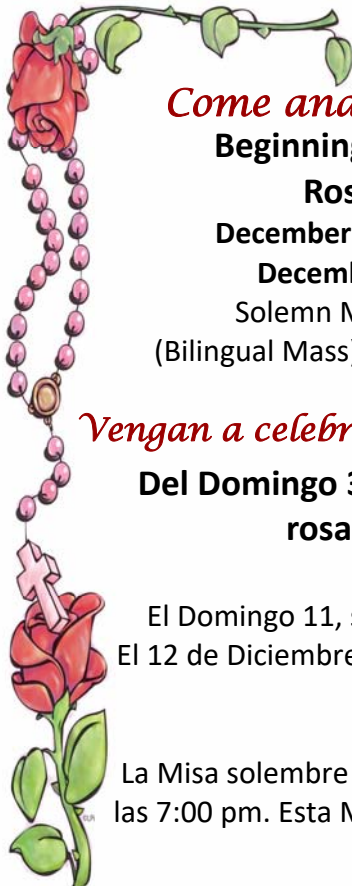 Come and
Beginning
Ros
December
Decemb
Solemn M
(Bilingual Mass)
Vengan a celebr
Del Domingo 3
rosa
El Domingo 11, s
El 12 de Diciembre
La Misa solembre
las 7:00 pm. Esta M